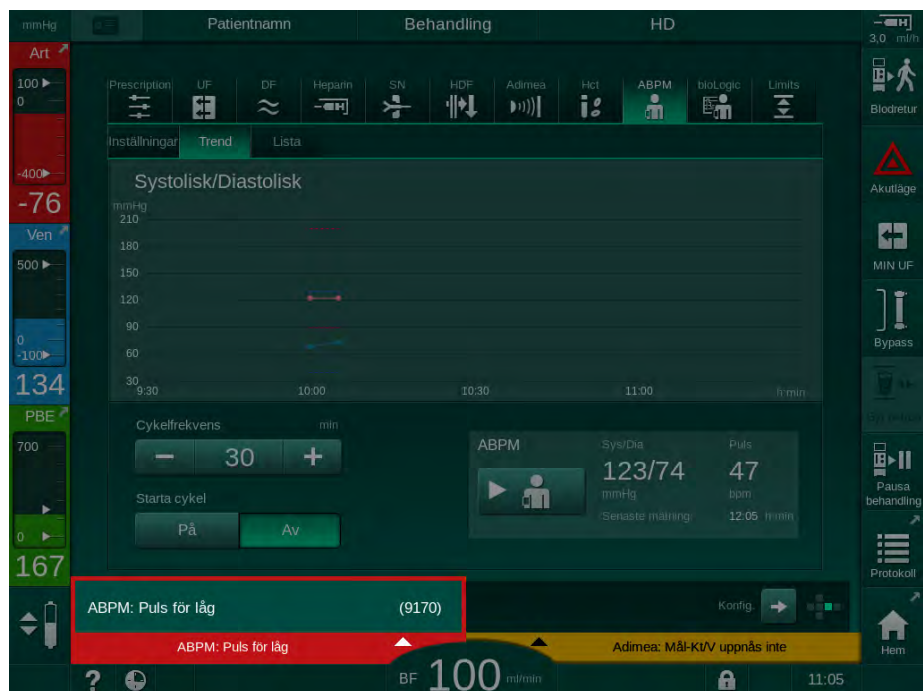 mmHg
Patientnamn
Behandling
HD
3,0 ml/h
Art
100
0
-400
-76
Ven
500
0
-100
134
PBE
700
0
167
Prescription
UF
DF
Heparin
SN
HDF
Adimea
Hct
ABPM
bioLogic
Limits
Inställningar
Trend
Lista
Systolisk/Diastolisk
mmHg
210
180
150
120
90
60
30
9:30
10:00
10:30
11:00
h:min
Cykelfrekvens
min
30
Starta cykel
På
Av
ABPM
Sys/Dia
Puls
123/74
47
mmHg
bpm
Senaste mätning:
12:05 h:min
Blodretur
Akutläge
MIN UF
Bypass
Pausa
behandling
Protokoll
Hem
ABPM: Puls för låg
(9170)
Konfig.
ABPM: Puls för låg
Adimea: Mål-Kt/V uppnås inte
?
BF 100 ml/min
11:05